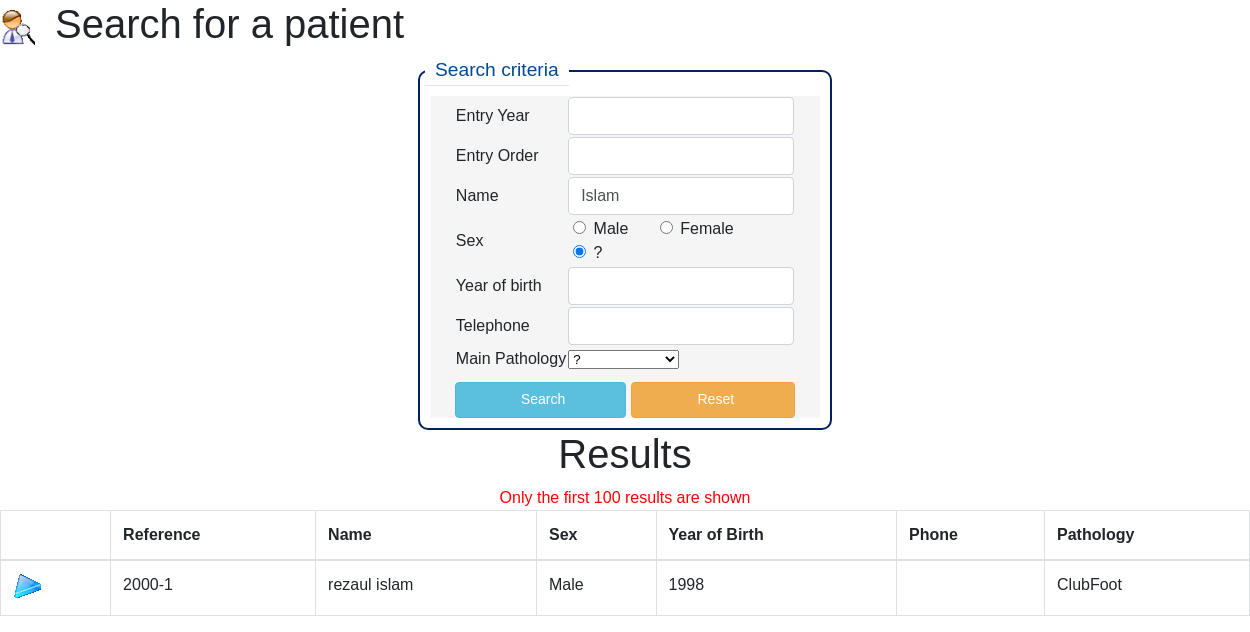 Search for a patient
Search criteria
Entry Year
Entry Order
Name Islam
Sex Male Female
?
Year of birth
Telephone
Main Pathology ?
Search Reset
Results
Only the first 100 results are shown
Reference Name Sex Year of Birth Phone Pathology
2000-1 rezaul islam Male 1998 ClubFoot